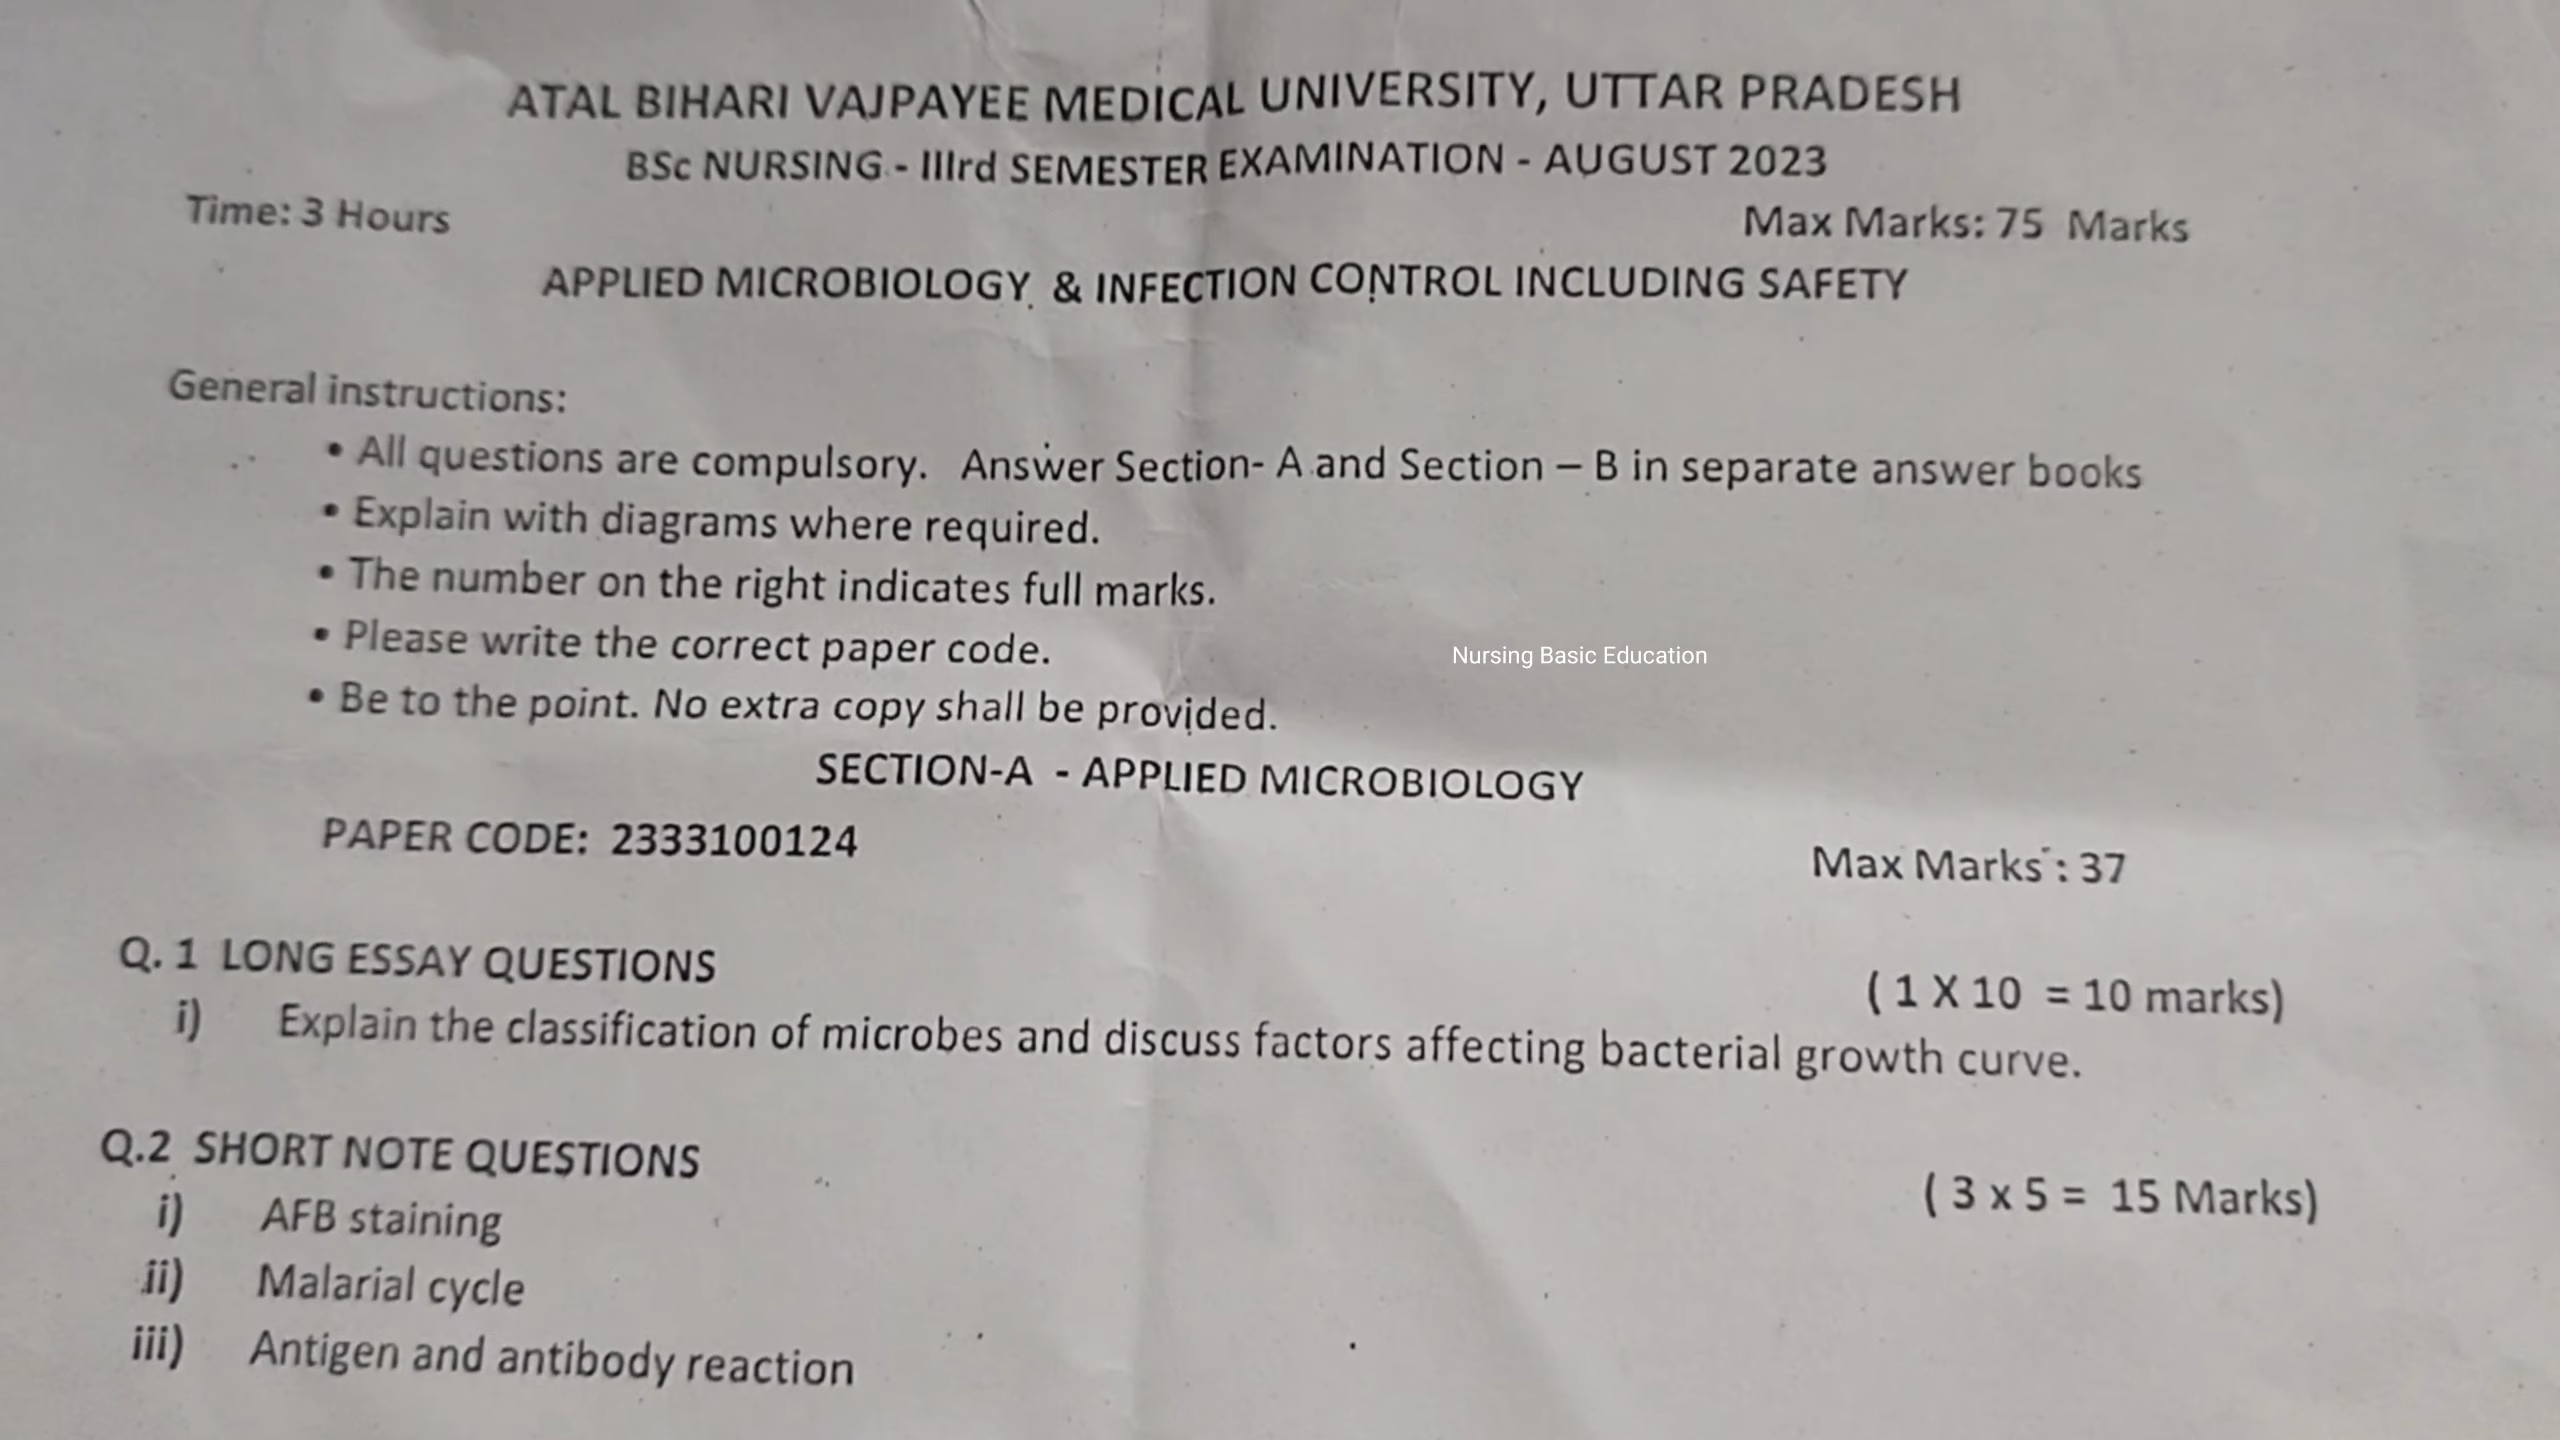 ATAL BIHARI VAJPAYEE MEDICAL UNIVERSITY, UTTAR PRADESH
BSc NURSING - IIIrd SEMESTER EXAMINATION - AUGUST 2023
Time: 3 Hours Max Marks: 75 Marks
APPLIED MICROBIOLOGY & INFECTION CONTROL INCLUDING SAFETY
General instructions:
• All questions are compulsory. Answer Section- A and Section – B in separate answer books
• Explain with diagrams where required.
• The number on the right indicates full marks.
• Please write the correct paper code.
Nursing Basic Education
• Be to the point. No extra copy shall be provided.
SECTION-A - APPLIED MICROBIOLOGY
PAPER CODE: 2333100124
Max Marks : 37
Q. 1 LONG ESSAY QUESTIONS
( 1 X 10 = 10 marks)
i) Explain the classification of microbes and discuss factors affecting bacterial growth curve.
Q.2 SHORT NOTE QUESTIONS
( 3 x 5 = 15 Marks)
i) AFB staining
ii) Malarial cycle
iii) Antigen and antibody reaction